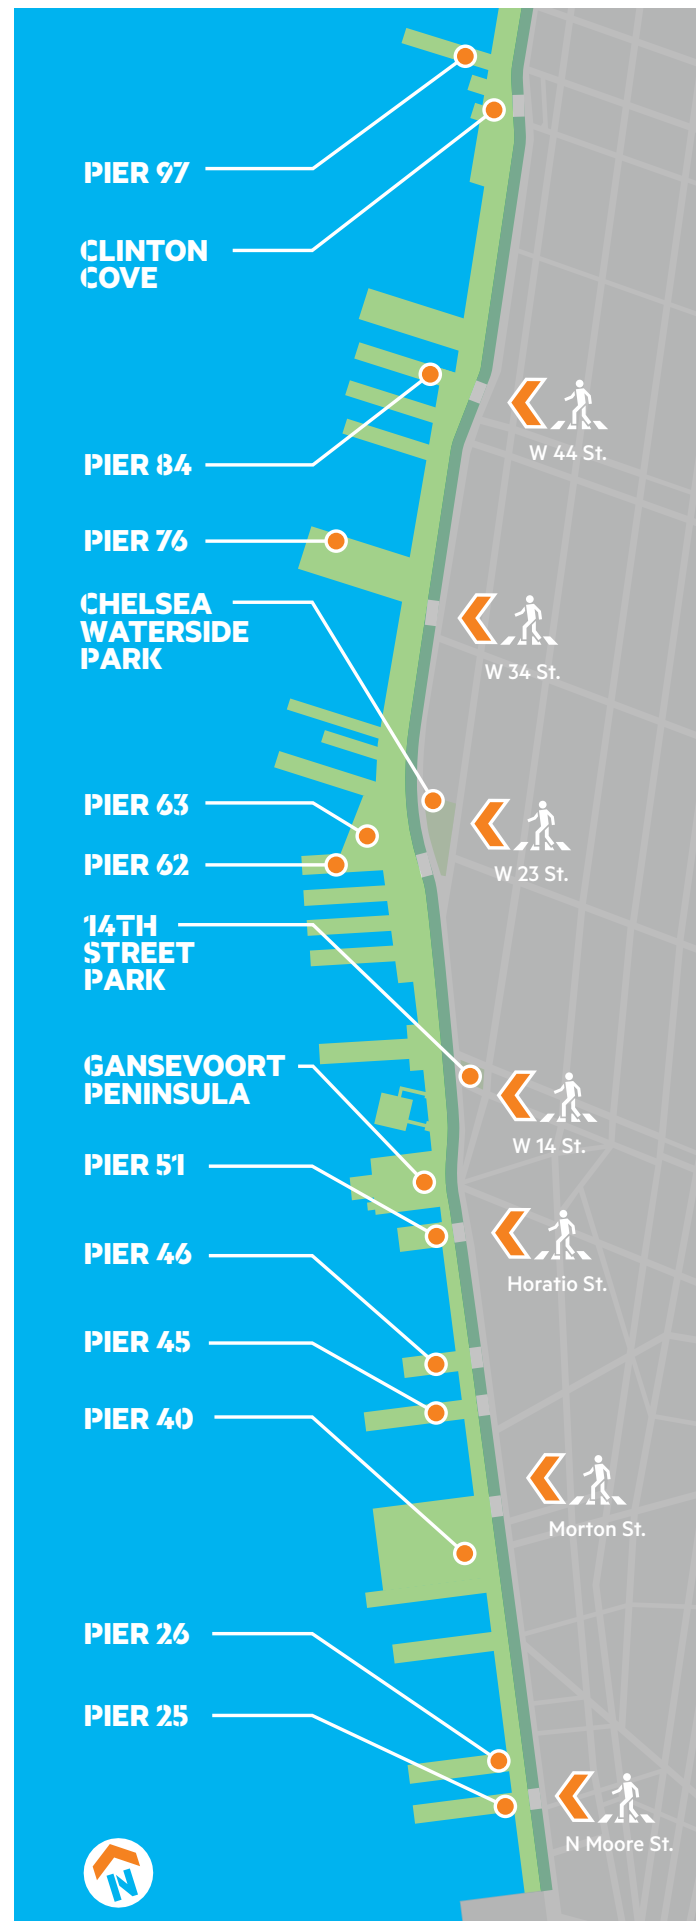 PIER 97
CLINTON
COVE
W 44 St.
PIER 84
PIER 76
CHELSEA
WATERSIDE
PARK
W 34 St.
PIER 63
PIER 62
W 23 St.
14TH
STREET
PARK
GANSEVOORT
PENINSULA
W 14 St.
PIER 51
PIER 46
Horatio St.
PIER 45
PIER 40
Morton St.
PIER 26
PIER 25
N Moore St.
N